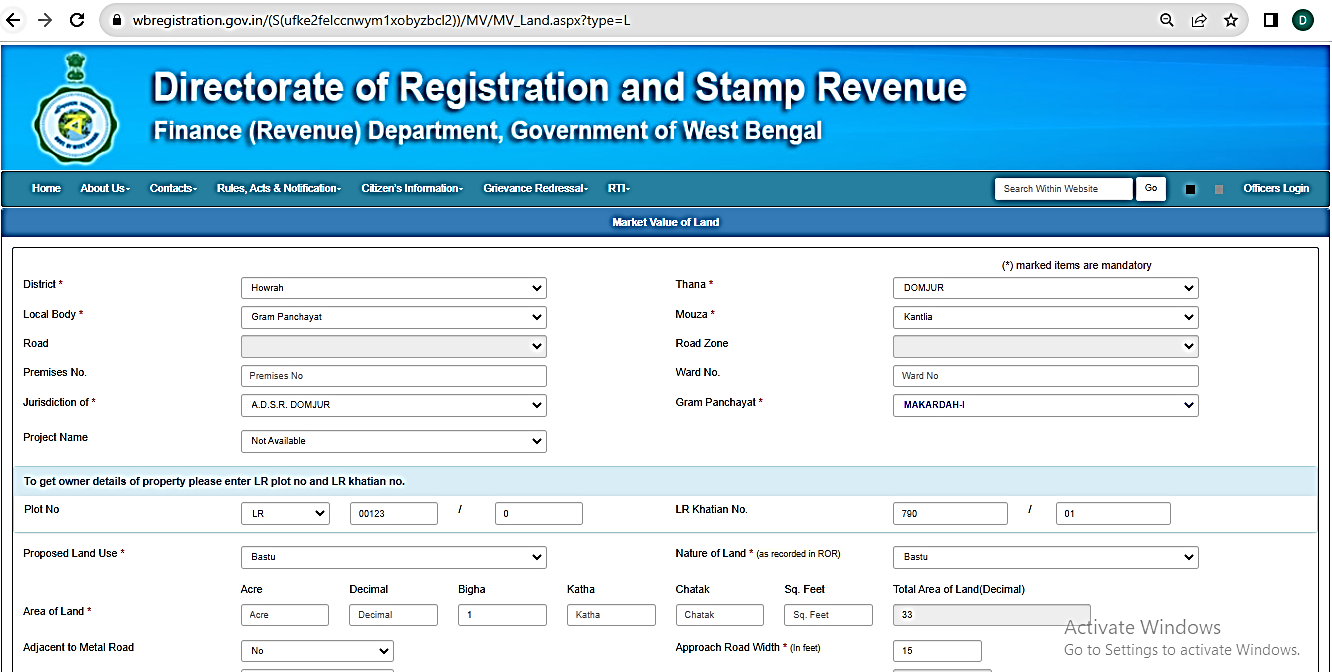 wbregistration.gov.in/(S(ufke2felccnwym1xobyzbcl2))/MV/MV_Land.aspx?type=L
D
Directorate of Registration and Stamp Revenue
Finance (Revenue) Department, Government of West Bengal
Home About Us Contacts Rules, Acts & Notification Citizen's Information Grievance Redressal RTI Search Within Website Go Officers Login
Market Value of Land
(*) marked items are mandatory
District * Howrah Thana * DOMJUR
Local Body * Gram Panchayat Mouza * Kantlia
Road Road Zone
Premises No. Premises No Ward No. Ward No
Jurisdiction of * A.D.S.R. DOMJUR Gram Panchayat * MAKARDAH-I
Project Name Not Available
To get owner details of property please enter LR plot no and LR khatian no.
Plot No LR 00123 / 0 LR Khatian No. 790 / 01
Proposed Land Use * Bastu Nature of Land * (as recorded in ROR) Bastu
Acre Decimal Bigha Katha Chatak Sq. Feet Total Area of Land(Decimal)
Area of Land * Acre Decimal 1 Katha Chatak Sq. Feet 33
Activate Windows
Adjacent to Metal Road No Approach Road Width * (In feet) 15
Go to Settings to activate Windows.